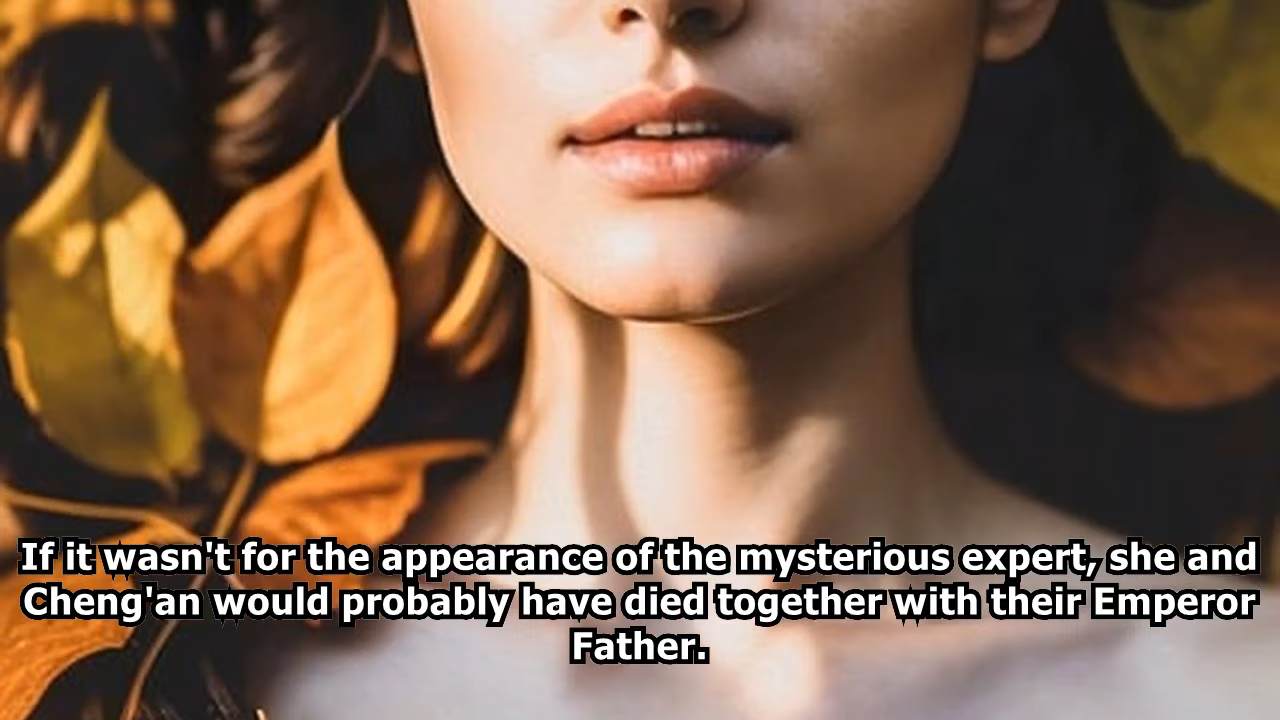 If it wasn't for the appearance of the mysterious expert, she and
Cheng'an would probably have died together with their Emperor
Father.